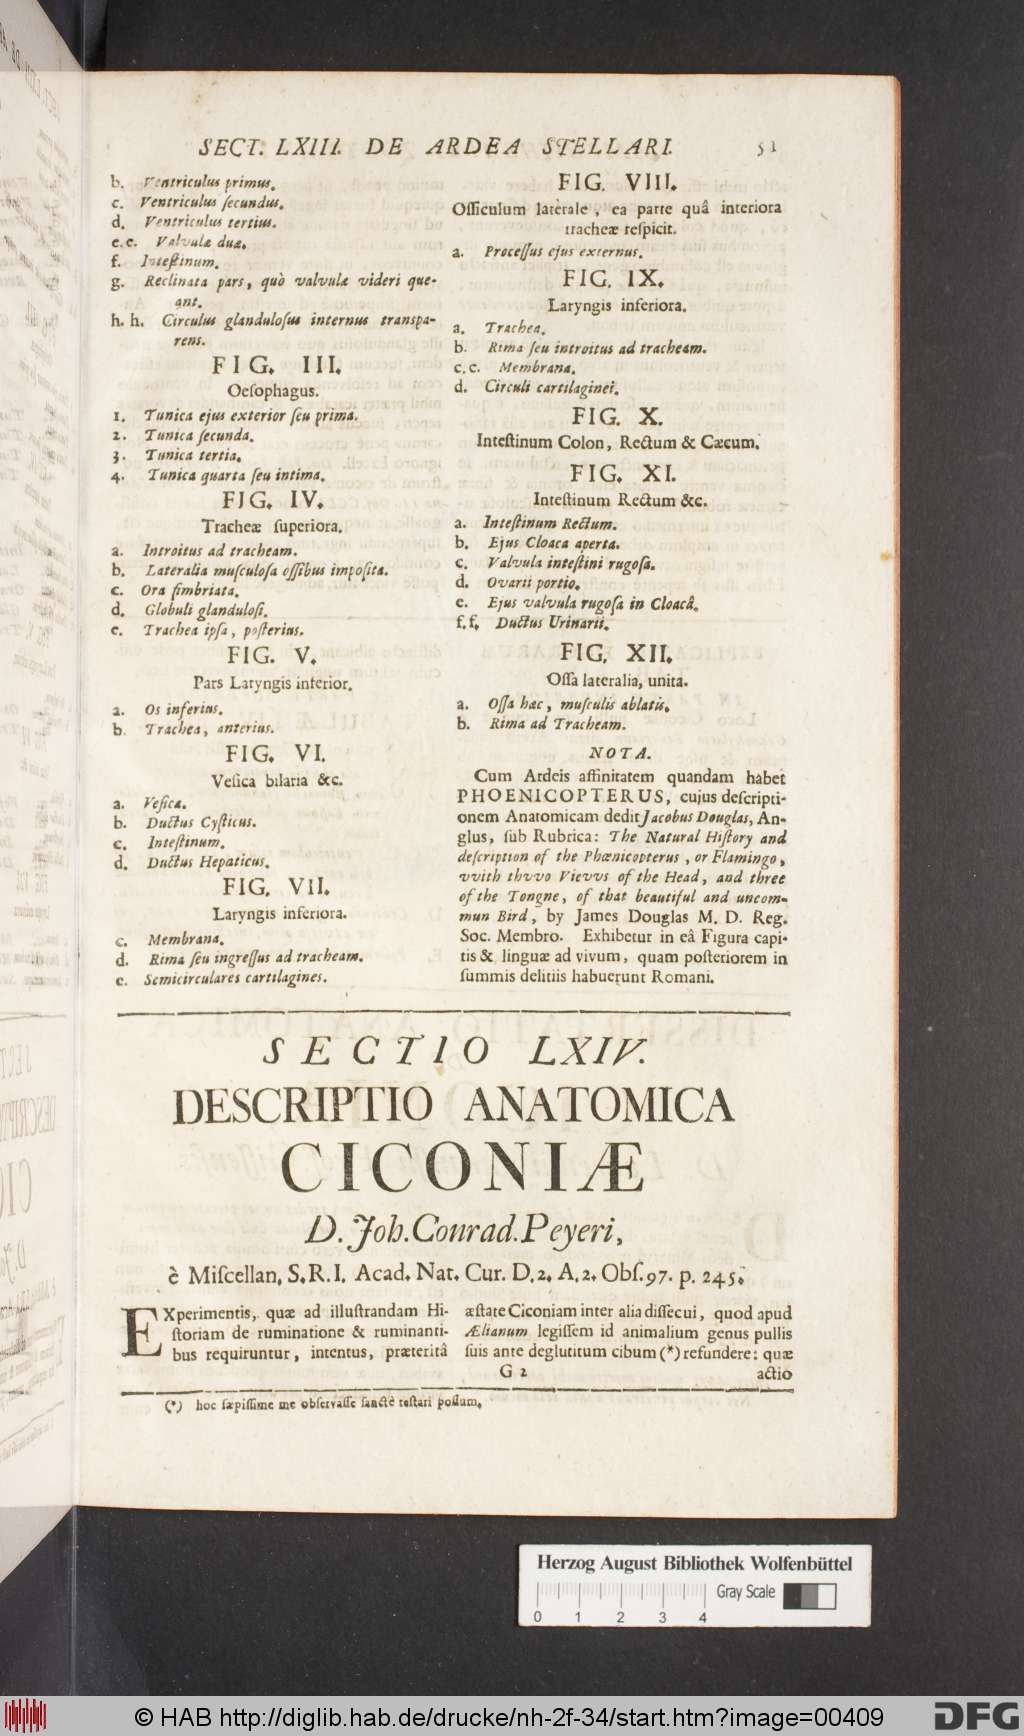 SECT. LXIII. DE ARDEA STELLARI. 51
b. Ventriculus primus.
c. Ventriculus ſecundus.
d. Ventriculus tertius.
e. e. Valvulæ duæ.
f. Inteſtinum.
g. Reclinata pars, quò valvulæ videri que-
ant.
h. h. Circulus glanduloſus internus transpa-
rens.
FIG. III.
Oeſophagus.
1. Tunica ejus exterior ſeu prima.
2. Tunica ſecunda.
3. Tunica tertia.
4. Tunica quarta ſeu intima.
FIG. IV.
Tracheæ ſuperiora.
a. Introitus ad tracheam.
b. Lateralia muſculoſa oſſibus impoſita.
c. Ora fimbriata.
d. Globuli glanduloſi.
e. Trachea ipſa, poſterius.
FIG. V.
Pars Laryngis inferior.
a. Os inferius.
b. Trachea, anterius.
FIG. VI.
Veſica bilaria &c.
a. Veſica.
b. Ductus Cyſticus.
c. Inteſtinum.
d. Ductus Hepaticus.
FIG. VII.
Laryngis inferiora.
c. Membrana.
d. Rima ſeu ingreſſus ad tracheam.
e. Semicirculares cartilagines.
FIG. VIII.
Oſſiculum laterale, ea parte quâ interiora
tracheæ reſpicit.
a. Proceſſus ejus externus.
FIG. IX.
Laryngis inferiora.
a. Trachea.
b. Rima ſeu introitus ad tracheam.
c. c. Membrana.
d. Circuli cartilaginei.
FIG. X.
Inteſtinum Colon, Rectum & Cæcum.
FIG. XI.
Inteſtinum Rectum &c.
a. Inteſtinum Rectum.
b. Ejus Cloaca aperta.
c. Valvula inteſtini rugoſa.
d. Ovarii portio.
e. Ejus valvula rugoſa in Cloacâ.
f. f. Ductus Urinarii.
FIG. XII.
Oſſa lateralia, unita.
a. Oſſa hæc, muſculis ablatis.
b. Rima ad Tracheam.
NOTA.
Cum Ardeis affinitatem quandam habet
PHOENICOPTERUS, cujus deſcripti-
onem Anatomicam dedit Jacobus Douglas, An-
glus, ſub Rubrica: The Natural Hiſtory and
deſcription of the Phœnicopterus, or Flamingo,
vvith thvvo Vievvs of the Head, and three
of the Tongne, of that beautiful and uncom-
mun Bird, by James Douglas M. D. Reg.
Soc. Membro. Exhibetur in eâ Figura capi-
tis & linguæ ad vivum, quam poſteriorem in
ſummis delitiis habuerunt Romani.
SECTIO LXIV.
DESCRIPTIO ANATOMICA
CICONIÆ
D. Joh. Conrad. Peyeri,
è Miſcellan. S. R. I. Acad. Nat. Cur. D. 2. A. 2. Obſ. 97. p. 245.
EXperimentis, quæ ad illuſtrandam Hi-
ſtoriam de ruminatione & ruminanti-
bus requiruntur, intentus, præteritâ
æſtate Ciconiam inter alia diſſecui, quod apud
Ælianum legiſſem id animalium genus pullis
ſuis ante deglutitum cibum (*) refundere: quæ
G 2 actio
(*) hoc ſæpiſſime me obſervaſſe ſanctè teſtari poſſum.
Herzog August Bibliothek Wolfenbüttel
Gray Scale
0 1 2 3 4
© HAB http://diglib.hab.de/drucke/nh-2f-34/start.htm?image=00409
DFG